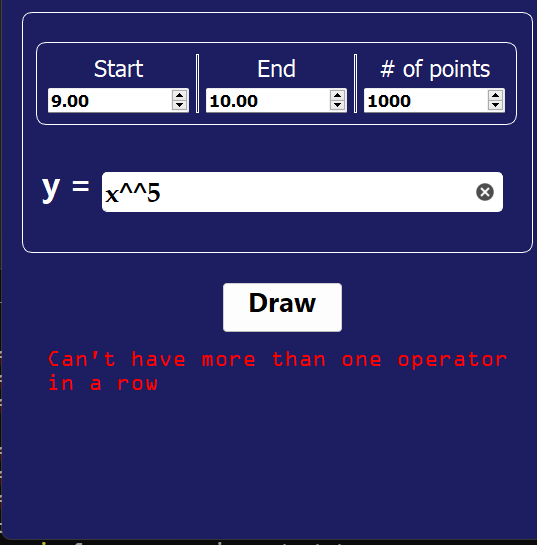 Start End # of points
9.00 10.00 1000
y = x^^5
Draw
Can't have more than one operator
in a row